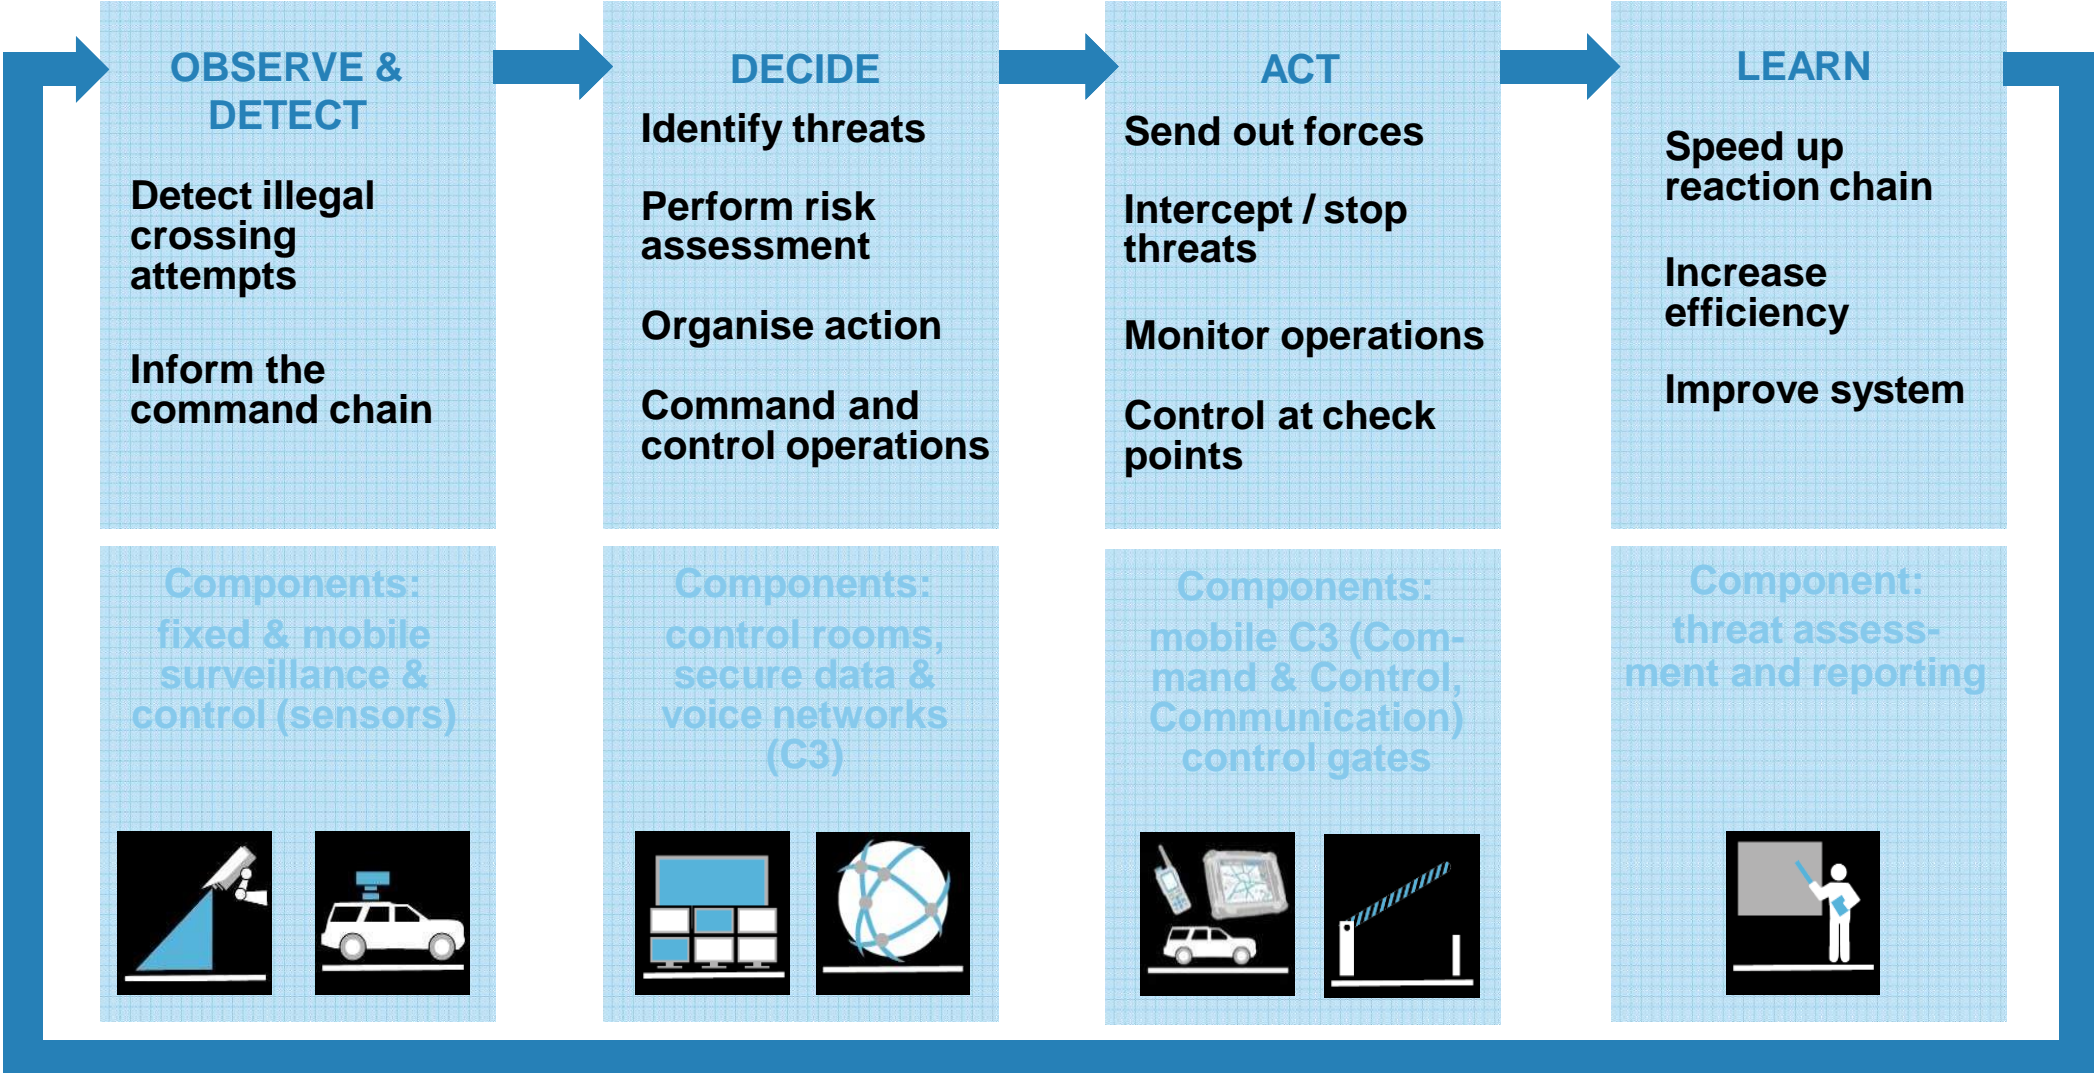 OBSERVE &
DETECT
Detect illegal
crossing
attempts
Inform the
command chain
DECIDE
Identify threats
Perform risk
assessment
Organise action
Command and
control operations
ACT
Send out forces
Intercept / stop
threats
Monitor operations
Control at check
points
LEARN
Speed up
reaction chain
Increase
efficiency
Improve system
Components:
fixed & mobile
surveillance &
control (sensors)
Components:
control rooms,
secure data &
voice networks
(C3)
Components:
mobile C3 (Com-
mand & Control,
Communication)
control gates
Component:
threat assess-
ment and reporting